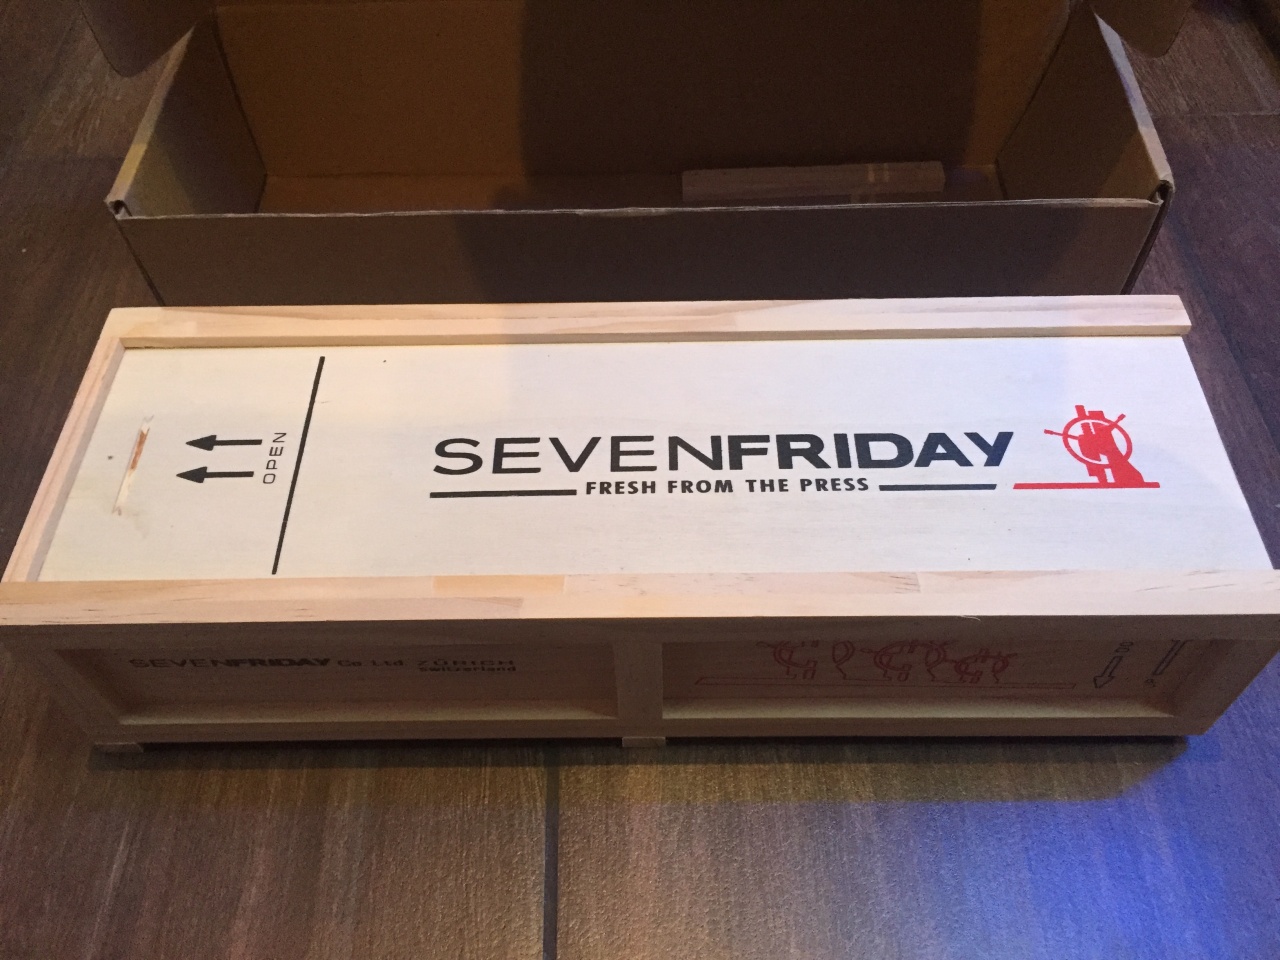 OPEN
SEVENFRIDAY
FRESH FROM THE PRESS
SEVENFRIDAY Co. Ltd ZÜRICH
Switzerland